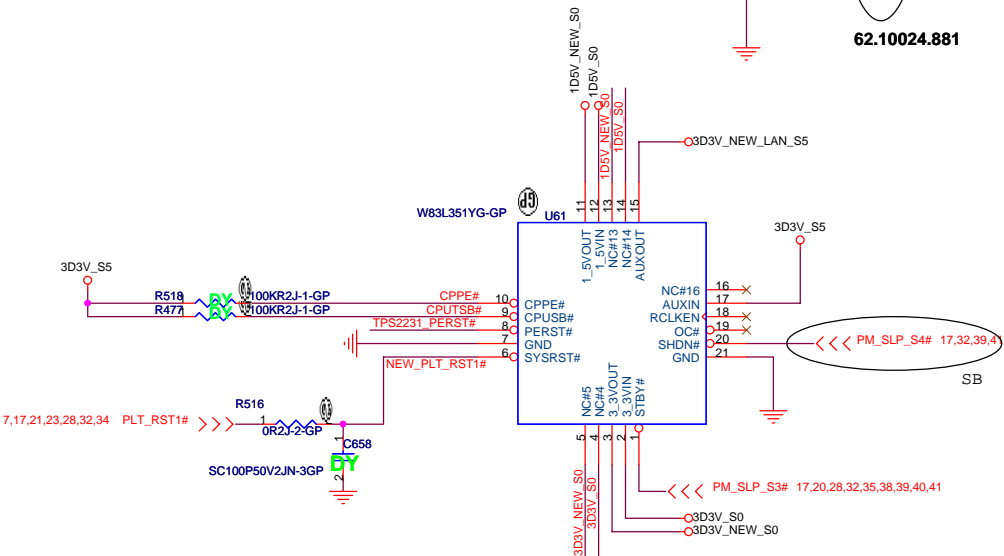 62.10024.881
1D5V_NEW_S0
1D5V_S0
1D5V_NEW_S0
1D5V_S0
3D3V_NEW_LAN_S5
W83L351YG-GP
GP
U61
11
12
13
14
15
1_5VOUT
1_5VIN
NC#13
NC#14
AUXOUT
3D3V_S5
3D3V_S5
R518
DY
100KR2J-1-GP
CPPE#
10
CPPE#
R477
DY
100KR2J-1-GP
CPUTSB#
9
CPUSB#
TPS2231_PERST#
8
PERST#
7
GND
NEW_PLT_RST1#
6
SYSRST#
NC#16
16
AUXIN
17
RCLKEN
18
OC#
19
SHDN#
20
PM_SLP_S4# 17,32,39,41
GND
21
SB
NC#5
NC#4
3_3VOUT
3_3VIN
STBY#
5
4
3
2
1
R516
7,17,21,23,28,32,34 PLT_RST1#
1
0R2J-2-GP
1
C658
DY
SC100P50V2JN-3GP
2
3D3V_NEW_S0
3D3V_S0
PM_SLP_S3# 17,20,28,32,35,38,39,40,41
3D3V_S0
3D3V_NEW_S0